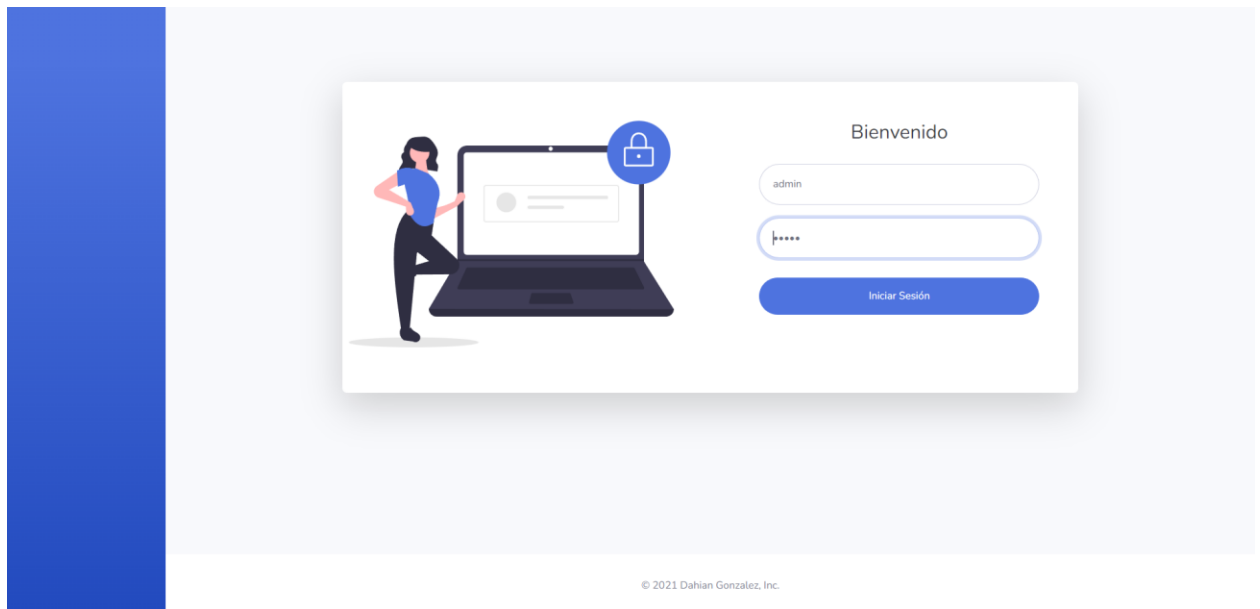 Bienvenido
admin
•••••
Iniciar Sesión
© 2021 Dahian Gonzalez, Inc.